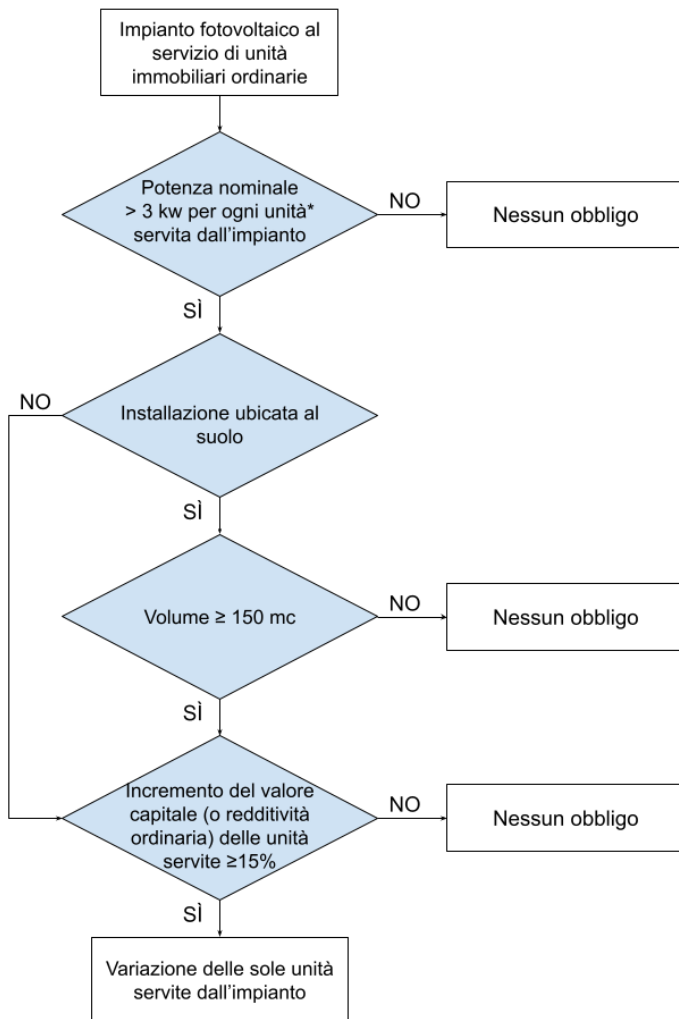 Impianto fotovoltaico al
servizio di unità
immobiliari ordinarie
Potenza nominale
> 3 kw per ogni unità*
servita dall'impianto
NO
Nessun obbligo
SÌ
NO
Installazione ubicata al
suolo
SÌ
Volume ≥ 150 mc
NO
Nessun obbligo
SÌ
Incremento del valore
capitale (o redditività
ordinaria) delle unità
servite ≥15%
NO
Nessun obbligo
SÌ
Variazione delle sole unità
servite dall'impianto